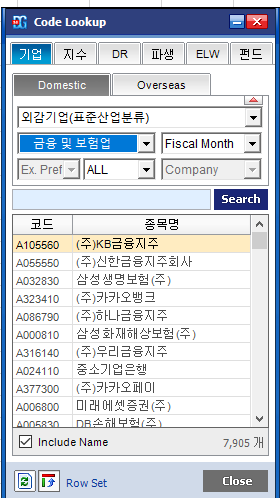 Code Lookup
기업 지수 DR 파생 ELW 펀드
Domestic Overseas
외감기업(표준산업분류)
금융 및 보험업 Fiscal Month
Ex. Pref ALL Company
Search
코드 종목명
A105560 (주)KB금융지주
A055550 (주)신한금융지주회사
A032830 삼성생명보험(주)
A323410 (주)카카오뱅크
A086790 (주)하나금융지주
A000810 삼성화재해상보험(주)
A316140 (주)우리금융지주
A024110 중소기업은행
A377300 (주)카카오페이
A006800 미래에셋증권(주)
A005830 DB손해보험(주)
Include Name 7,905 개
Row Set Close